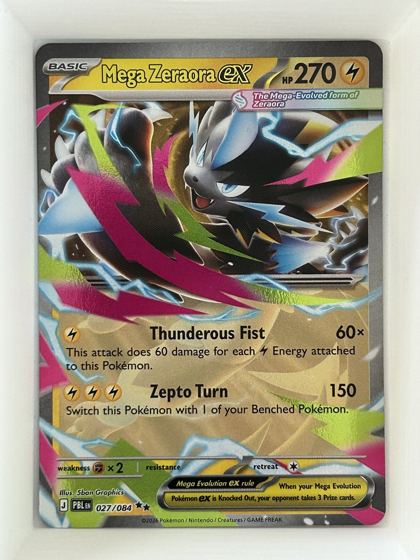 BASIC
Mega Zeraora ex
HP 270
The Mega-Evolved form of
Zeraora
Thunderous Fist 60×
This attack does 60 damage for each Energy attached
to this Pokémon.
Zepto Turn 150
Switch this Pokémon with 1 of your Benched Pokémon.
weakness ×2 resistance retreat
Mega Evolution ex rule
When your Mega Evolution
Pokémon ex is Knocked Out, your opponent takes 3 Prize cards.
Illus. 5ban Graphics
J PBL EN 027/084
©2026 Pokémon / Nintendo / Creatures / GAME FREAK